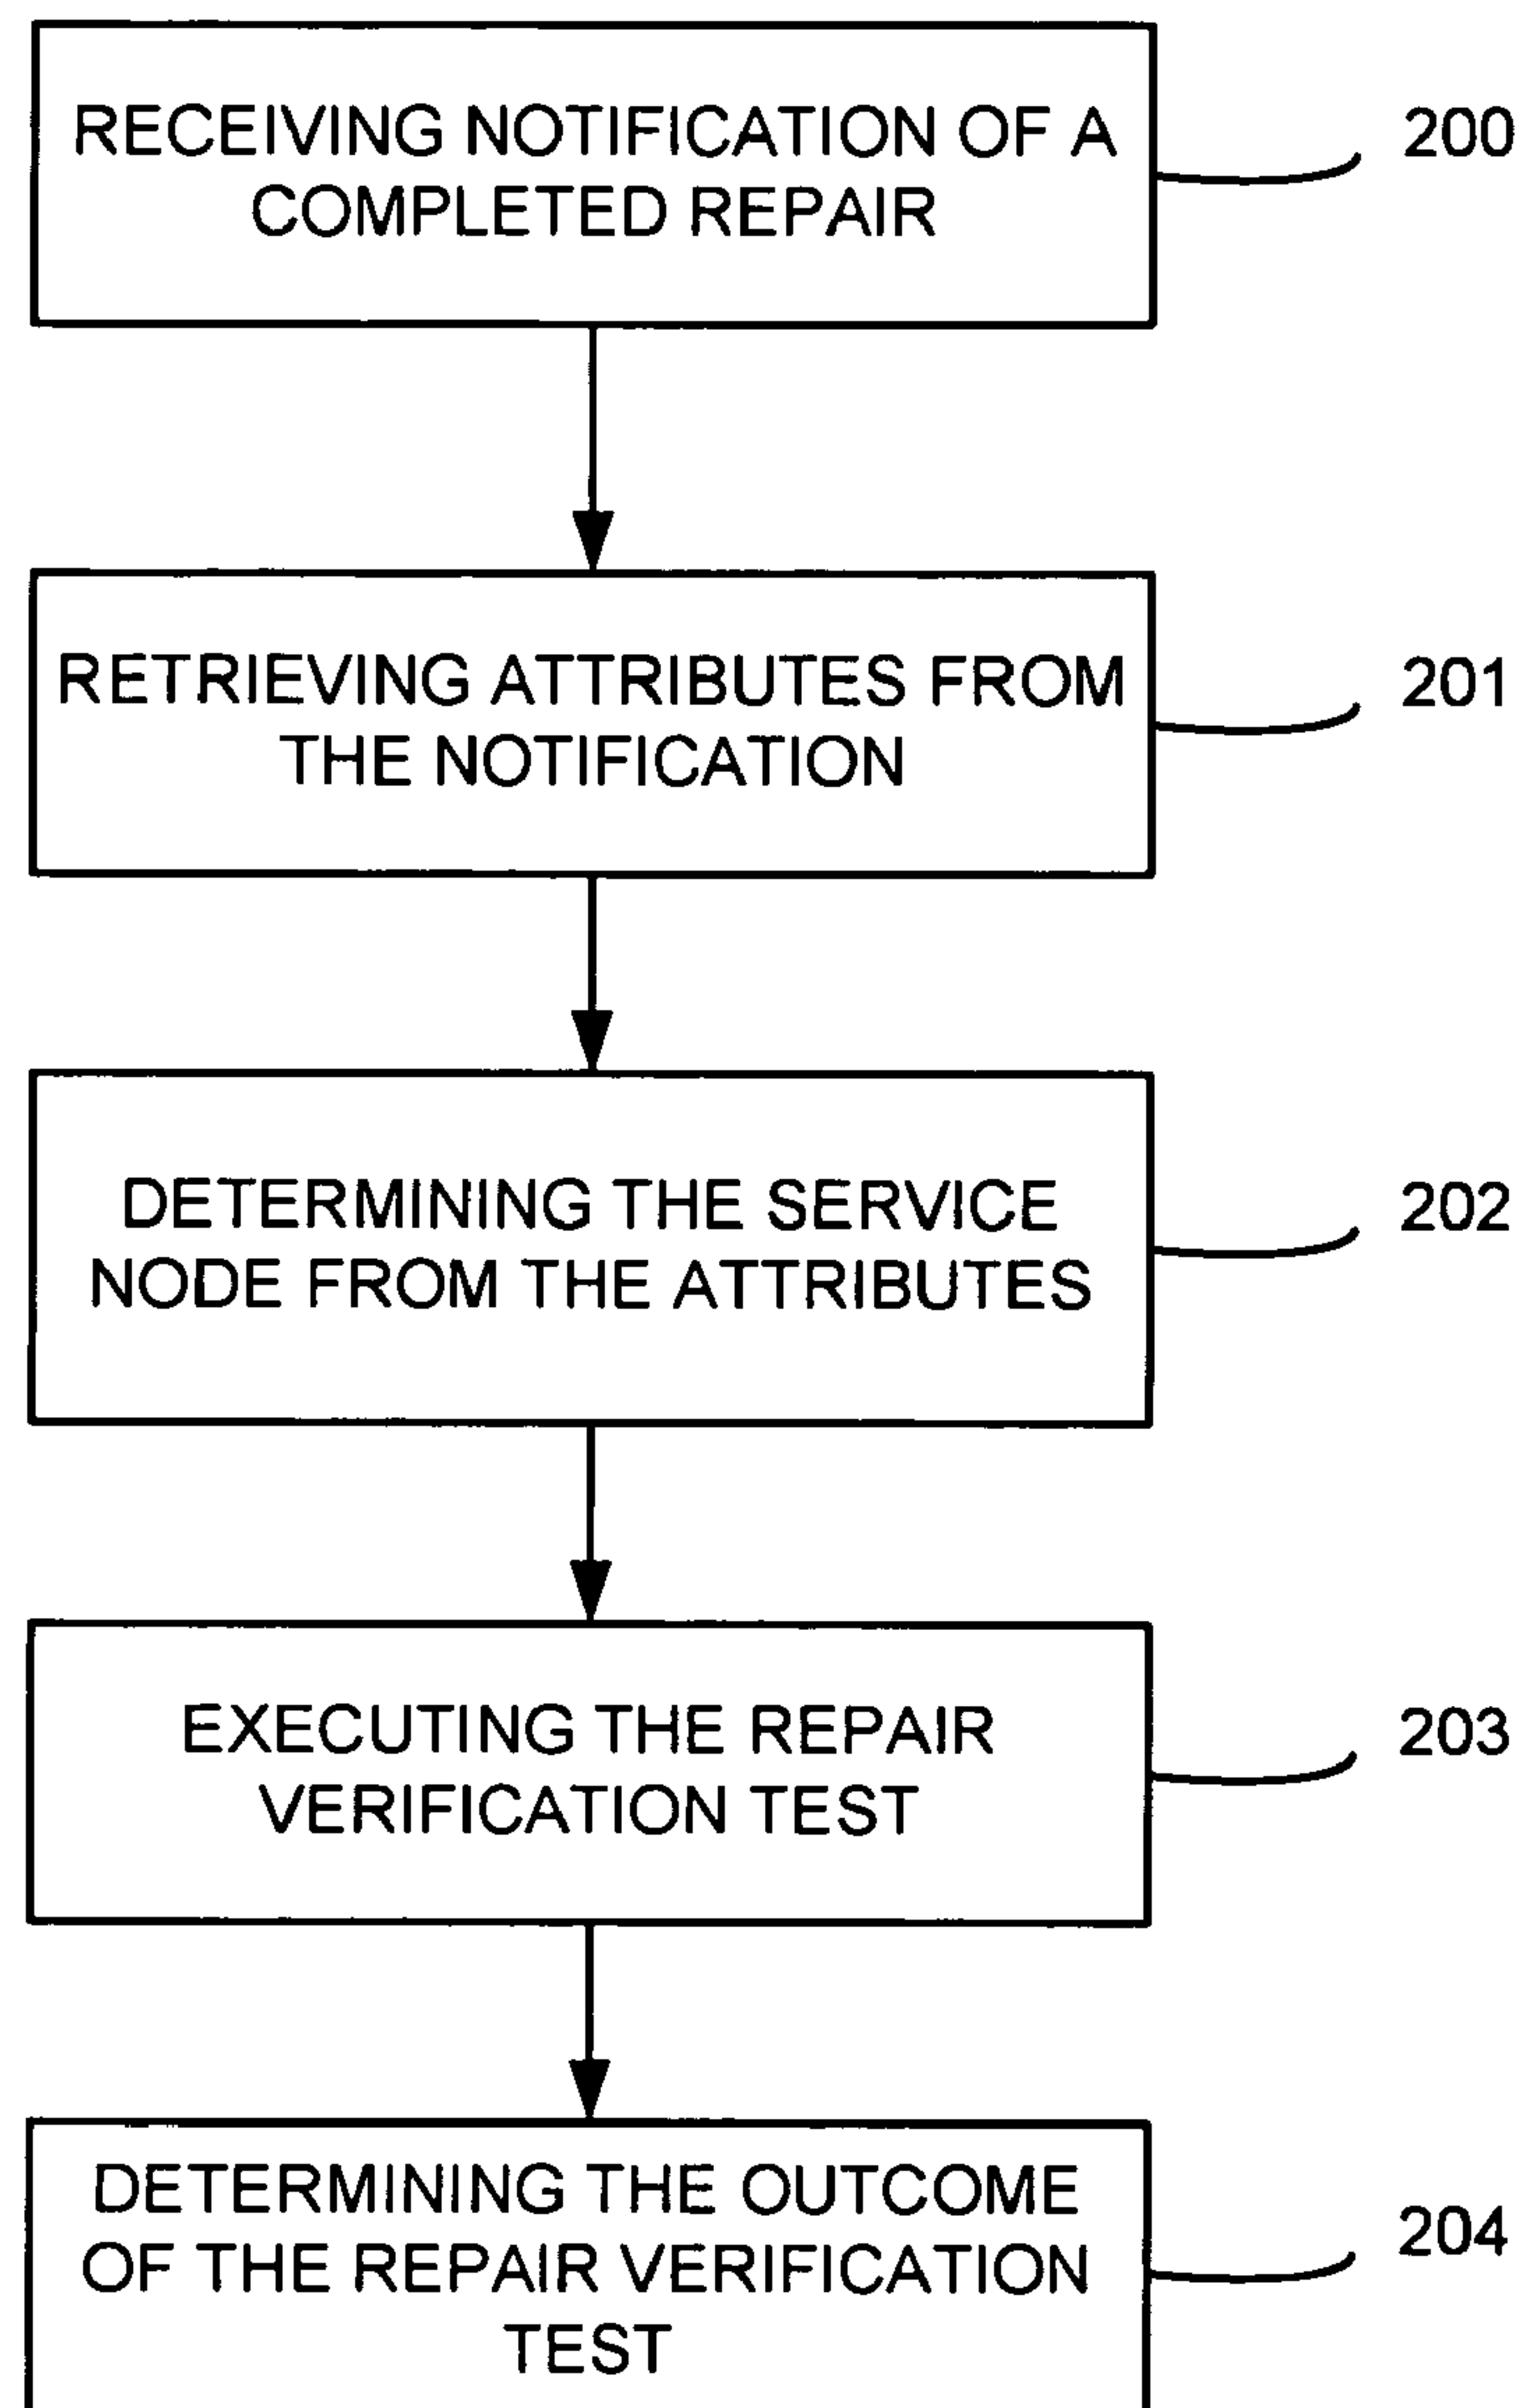 RECEIVING NOTIFICATION OF A
COMPLETED REPAIR
200
RETRIEVING ATTRIBUTES FROM
THE NOTIFICATION
201
DETERMINING THE SERVICE
NODE FROM THE ATTRIBUTES
202
EXECUTING THE REPAIR
VERIFICATION TEST
203
DETERMINING THE OUTCOME
OF THE REPAIR VERIFICATION
TEST
204